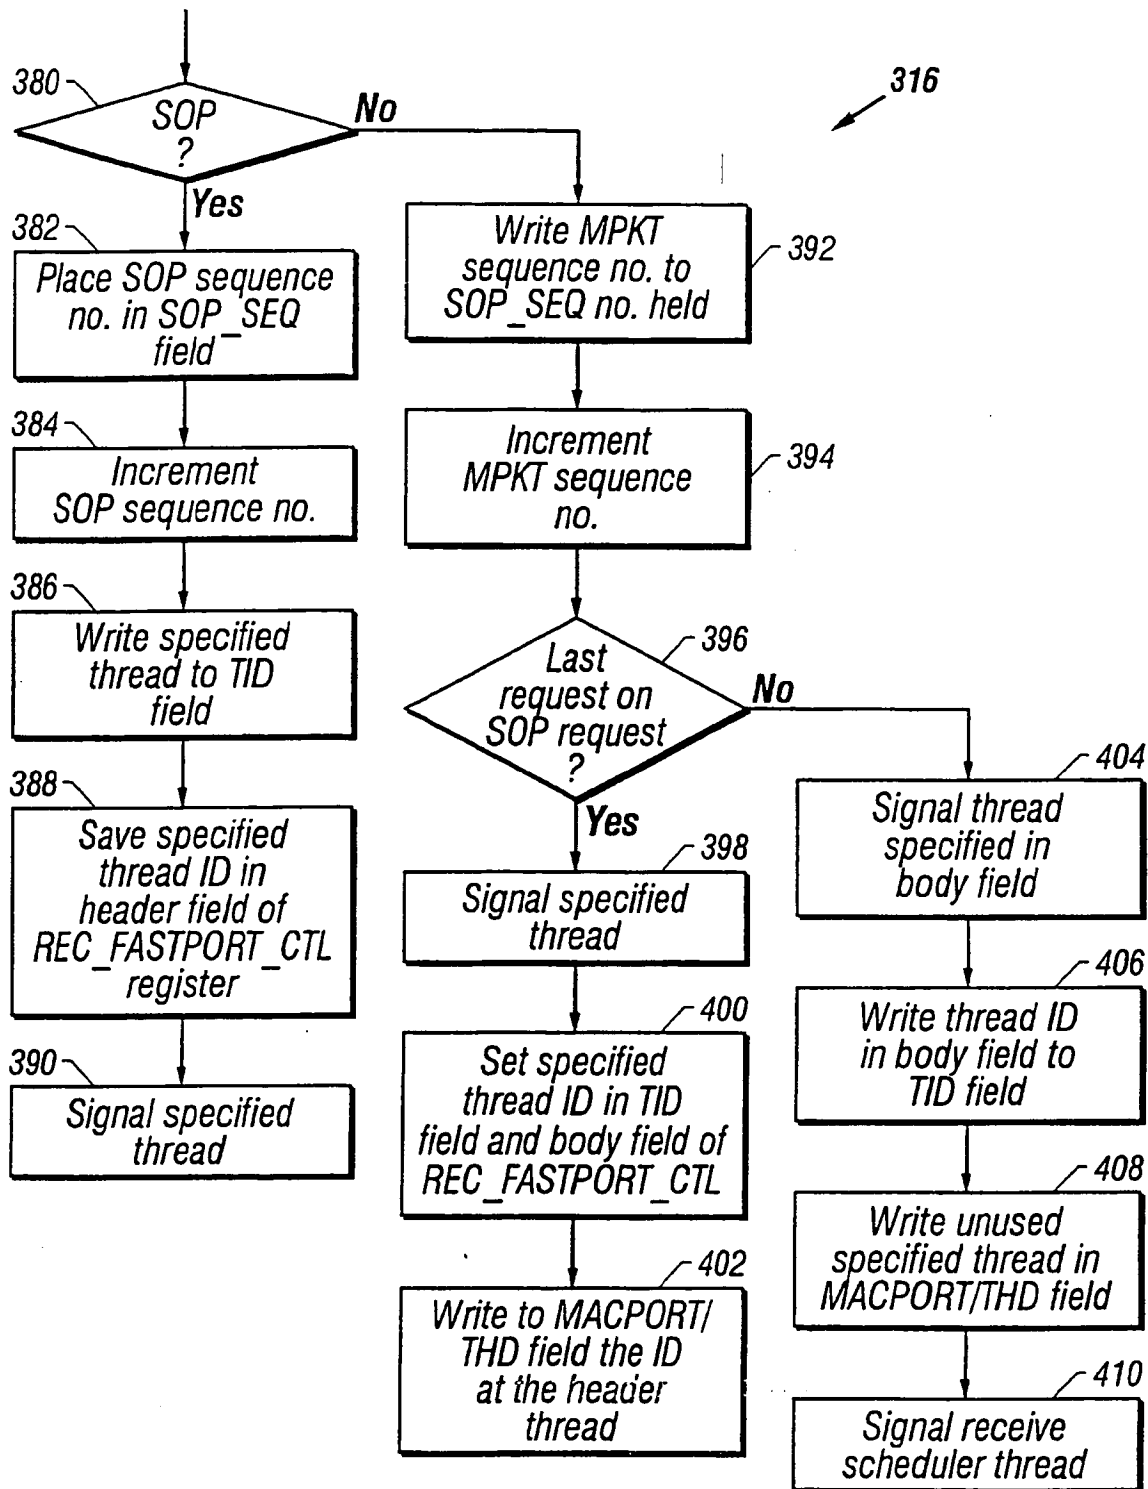 380
SOP
?
No
316
Yes
382
Place SOP sequence
no. in SOP_SEQ
field
384
Increment
SOP sequence no.
386
Write specified
thread to TID
field
388
Save specified
thread ID in
header field of
REC_FASTPORT_CTL
register
390
Signal specified
thread
Write MPKT
sequence no. to
SOP_SEQ no. held
392
Increment
MPKT sequence
no.
394
Last
request on
SOP request
?
396
No
Yes
398
Signal specified
thread
400
Set specified
thread ID in TID
field and body field of
REC_FASTPORT_CTL
402
Write to MACPORT/
THD field the ID
at the header
thread
404
Signal thread
specified in
body field
406
Write thread ID
in body field to
TID field
408
Write unused
specified thread in
MACPORT/THD field
410
Signal receive
scheduler thread